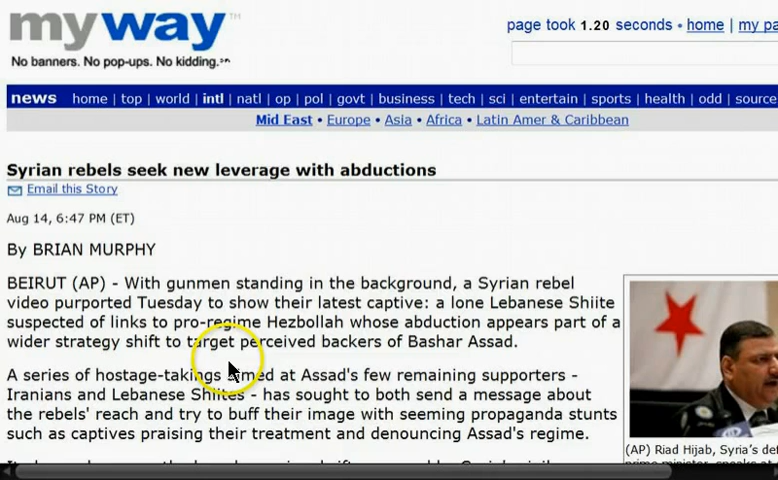 myway™
No banners. No pop-ups. No kidding.
page took 1.20 seconds • home | my pa
news home | top | world | intl | natl | op | pol | govt | business | tech | sci | entertain | sports | health | odd | source
Mid East • Europe • Asia • Africa • Latin Amer & Caribbean
Syrian rebels seek new leverage with abductions
Email this Story
Aug 14, 6:47 PM (ET)
By BRIAN MURPHY
BEIRUT (AP) - With gunmen standing in the background, a Syrian rebel
video purported Tuesday to show their latest captive: a lone Lebanese Shiite
suspected of links to pro-regime Hezbollah whose abduction appears part of a
wider strategy shift to target perceived backers of Bashar Assad.
A series of hostage-takings aimed at Assad's few remaining supporters -
Iranians and Lebanese Shiites - has sought to both send a message about
the rebels' reach and try to buff their image with seeming propaganda stunts
such as captives praising their treatment and denouncing Assad's regime.
(AP) Riad Hijab, Syria's def